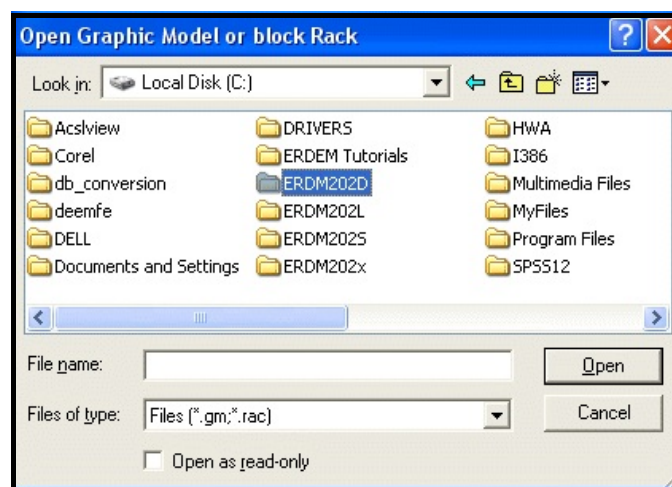 Open Graphic Model or block Rack
Look in: Local Disk (C:)
Acslview DRIVERS HWA
Corel ERDEM Tutorials I386
db_conversion ERDM202D Multimedia Files
deemfe ERDM202L MyFiles
DELL ERDM202S Program Files
Documents and Settings ERDM202x SPSS12
File name: Open
Files of type: Files (*.gm;*.rac) Cancel
Open as read-only